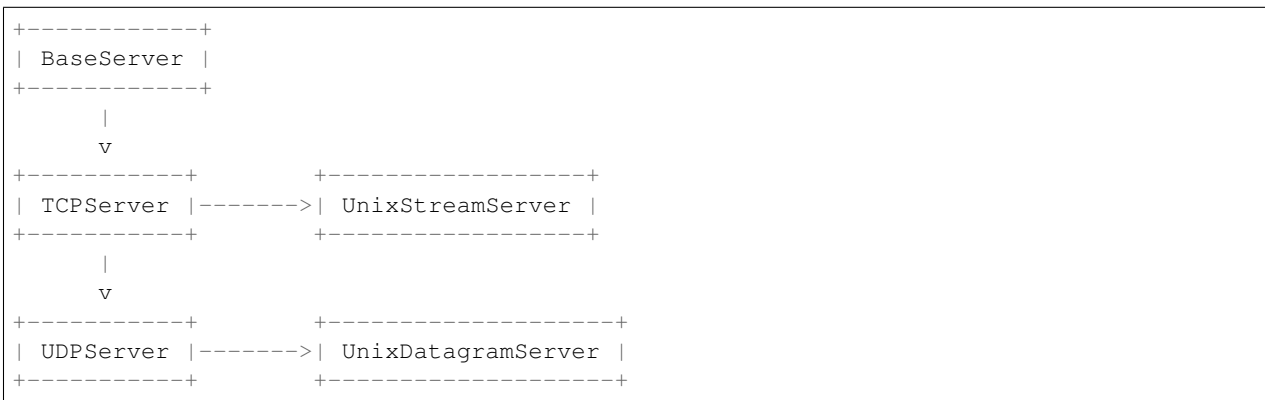 +------------+
| BaseServer |
+------------+
      |
      v
+-----------+        +------------------+
| TCPServer |------->| UnixStreamServer |
+-----------+        +------------------+
      |
      v
+-----------+        +--------------------+
| UDPServer |------->| UnixDatagramServer |
+-----------+        +--------------------+